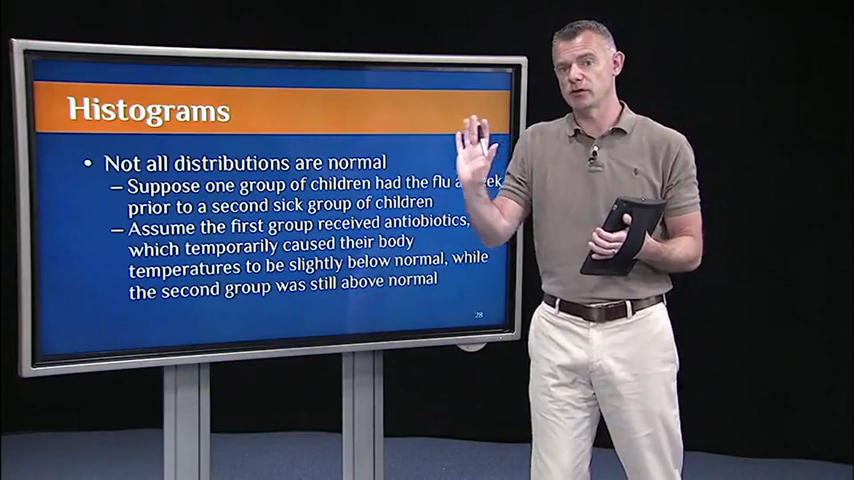 Histograms
• Not all distributions are normal
– Suppose one group of children had the flu a
prior to a second sick group of children
– Assume the first group received antibiotics,
which temporarily caused their body
temperatures to be slightly below normal, while
the second group was still above normal
28